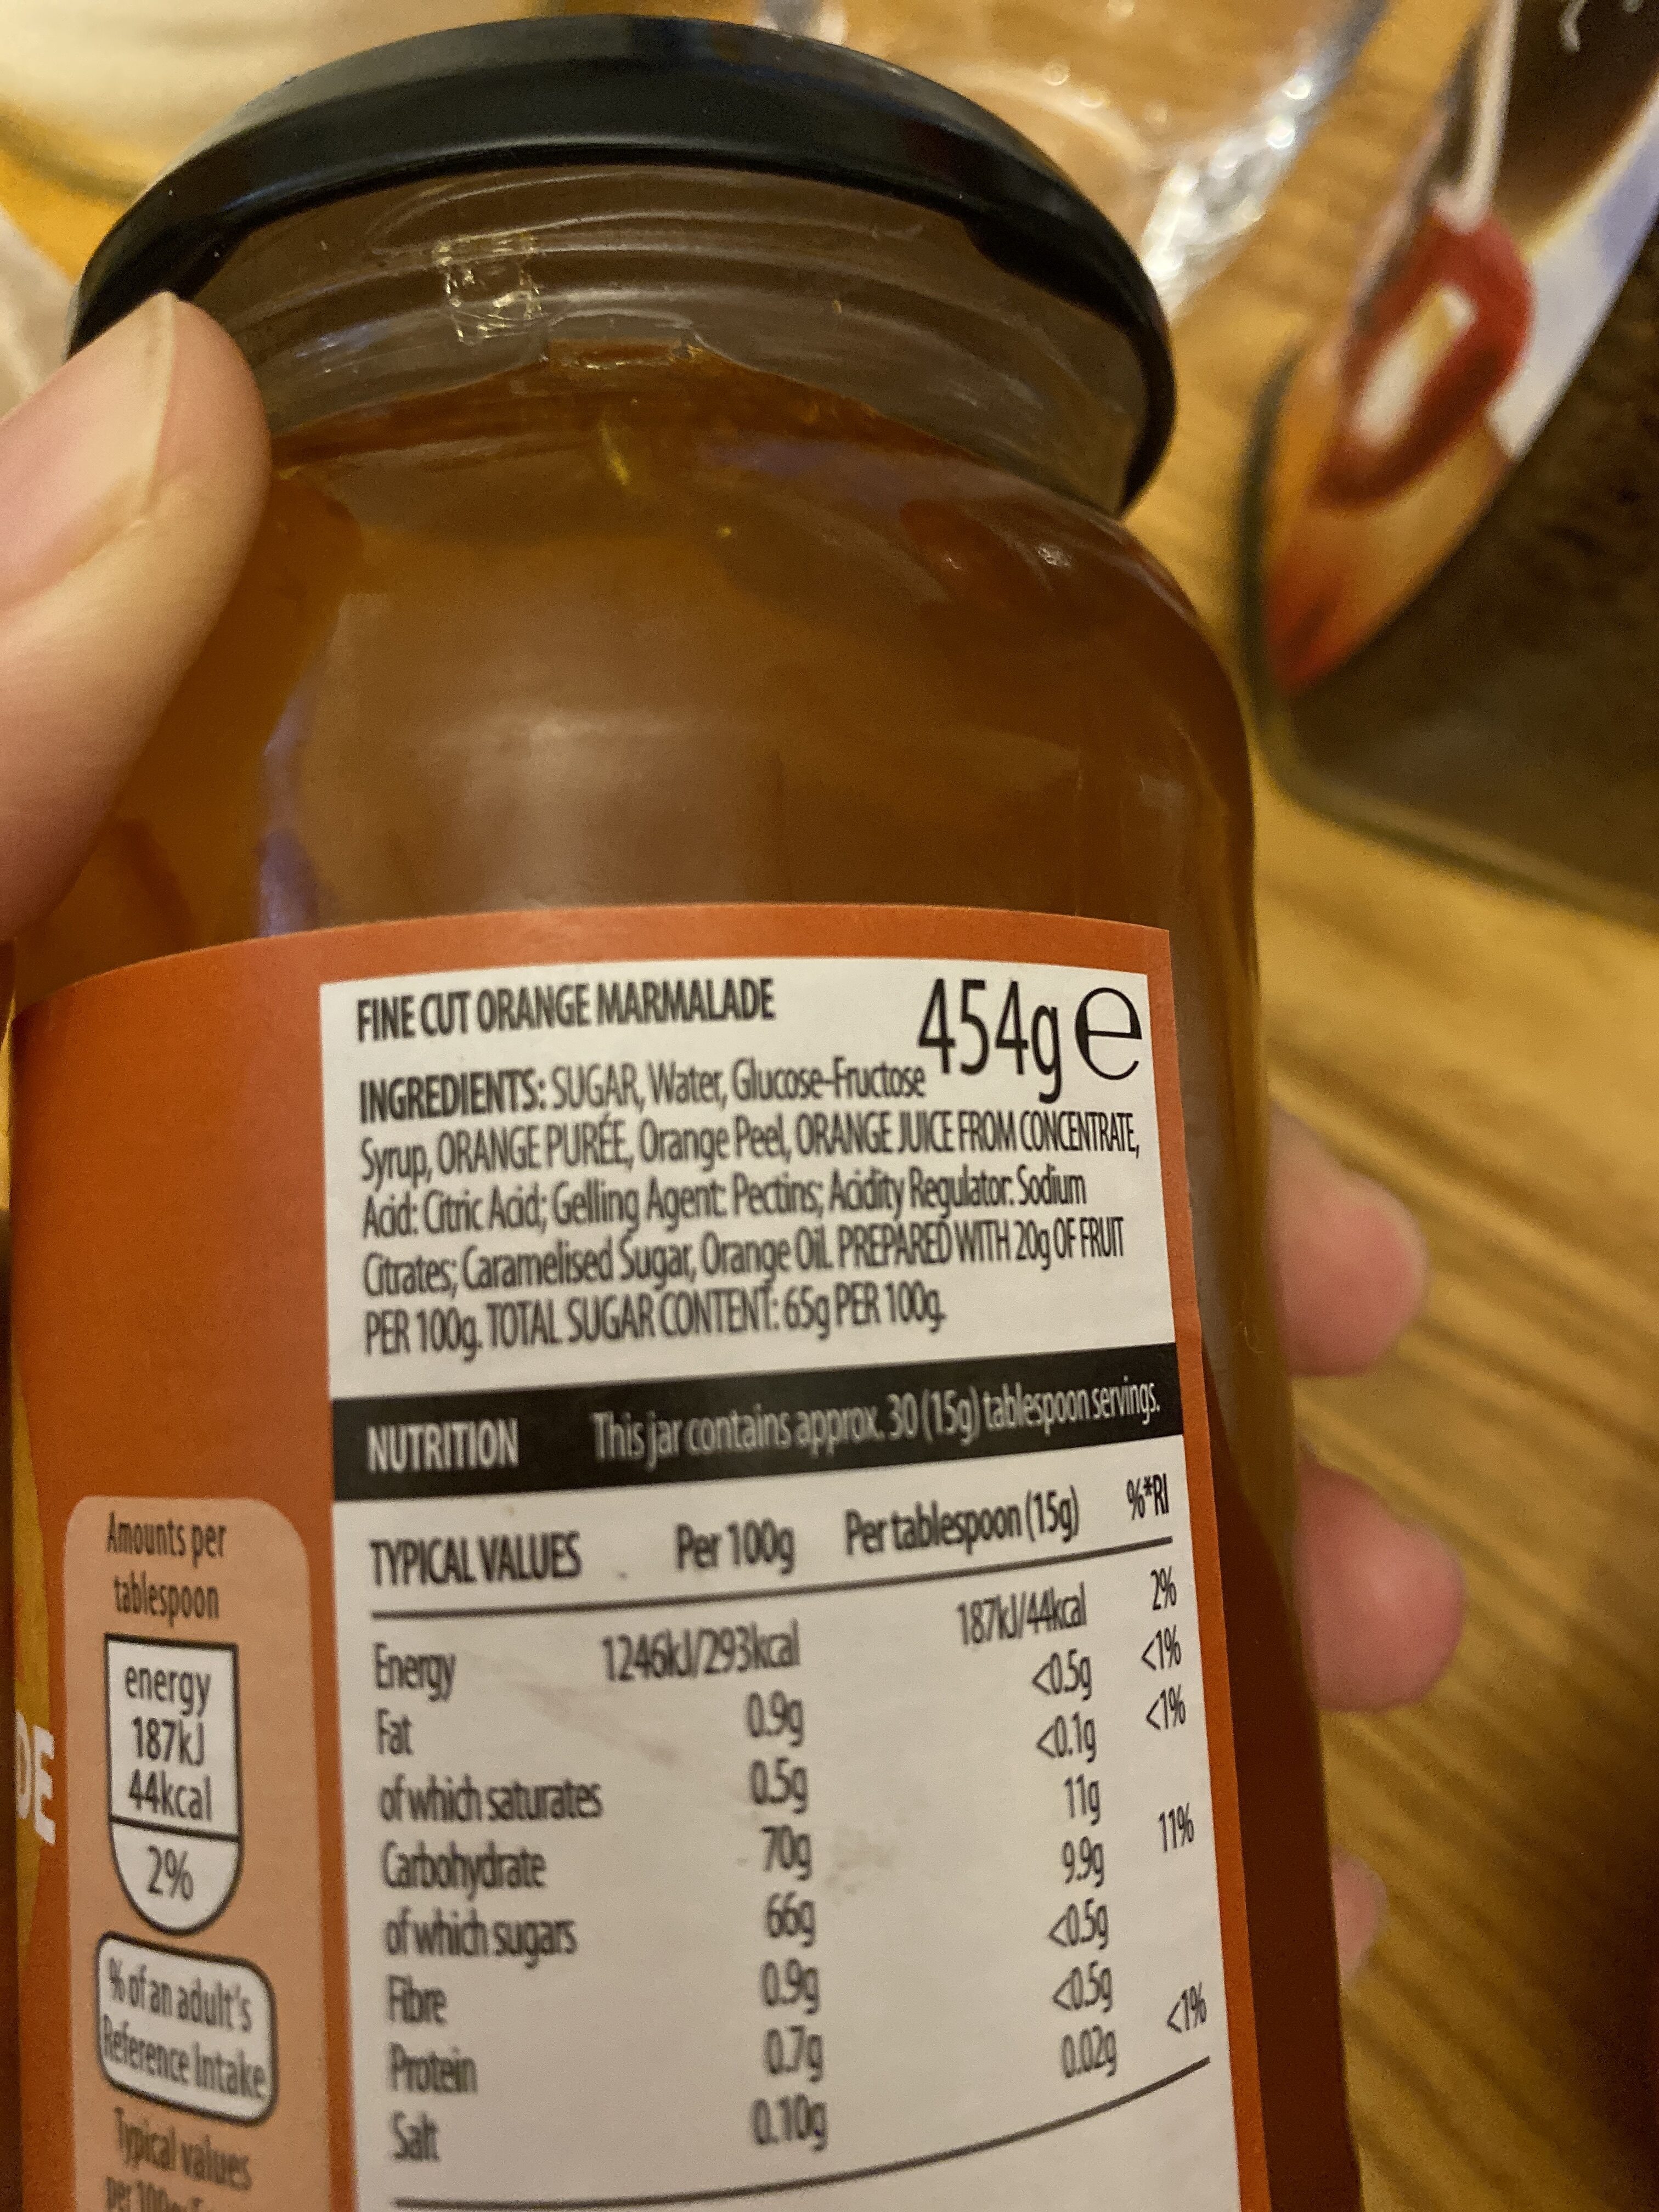 FINE CUT ORANGE MARMALADE
454g e
INGREDIENTS: SUGAR, Water, Glucose-Fructose
Syrup, ORANGE PURÉE, Orange Peel, ORANGE JUICE FROM CONCENTRATE,
Acid: Citric Acid; Gelling Agent: Pectins; Acidity Regulator: Sodium
Citrates; Caramelised Sugar, Orange Oil. PREPARED WITH 20g OF FRUIT
PER 100g. TOTAL SUGAR CONTENT: 65g PER 100g.
NUTRITION This jar contains approx. 30 (15g) tablespoon servings.
TYPICAL VALUES Per 100g Per tablespoon (15g) %*RI
Energy 1246kJ/293kcal 187kJ/44kcal 2%
Fat 0.9g <0.5g <1%
of which saturates 0.5g <0.1g <1%
Carbohydrate 70g 11g
of which sugars 66g 9.9g 11%
Fibre 0.9g <0.5g
Protein 0.7g <0.5g
Salt 0.10g 0.02g <1%
Amounts per
tablespoon
energy
187kJ
44kcal
2%
% of an adult's
Reference Intake
Typical values
per 100g:
DE